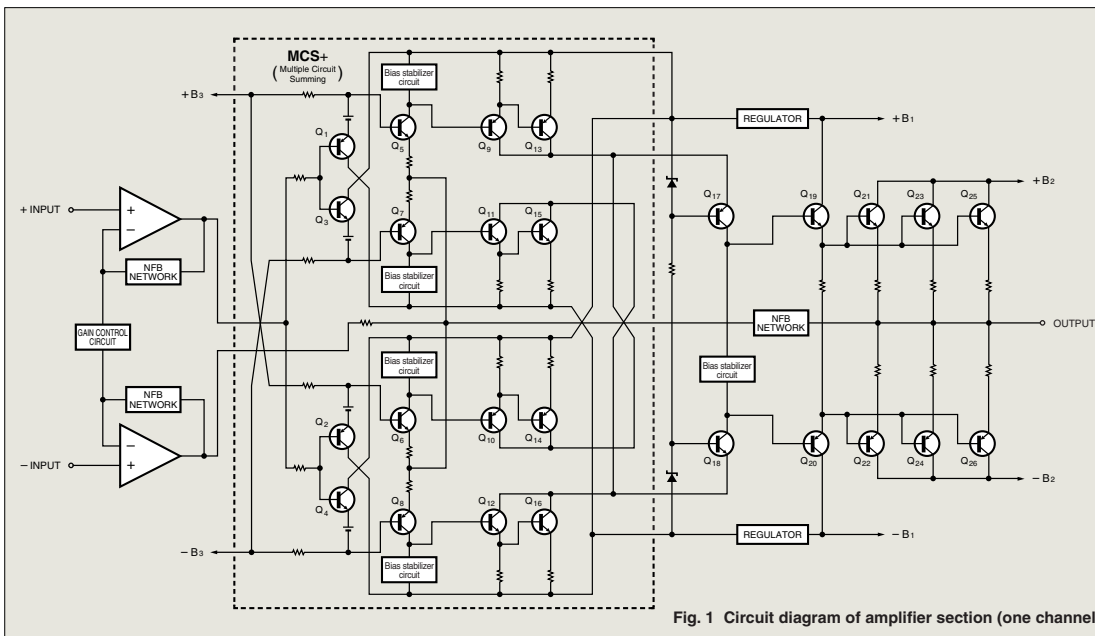 MCS+
( Multiple Circuit
Summing )
Bias stabilizer
circuit
+B3
REGULATOR
+B1
Q1
Q5
Q9
Q13
+B2
Q17
Q19
Q21
Q23
Q25
+ INPUT
+
−
Q3
Q7
Q11
Q15
NFB
NETWORK
Bias stabilizer
circuit
GAIN CONTROL
CIRCUIT
NFB
NETWORK
OUTPUT
Bias stabilizer
circuit
Bias stabilizer
circuit
NFB
NETWORK
Q2
Q6
Q10
Q14
−
+
− INPUT
Q18
Q20
Q22
Q24
Q26
−B2
Q4
Q8
Q12
Q16
−B3
REGULATOR
−B1
Bias stabilizer
circuit
Fig. 1 Circuit diagram of amplifier section (one channel